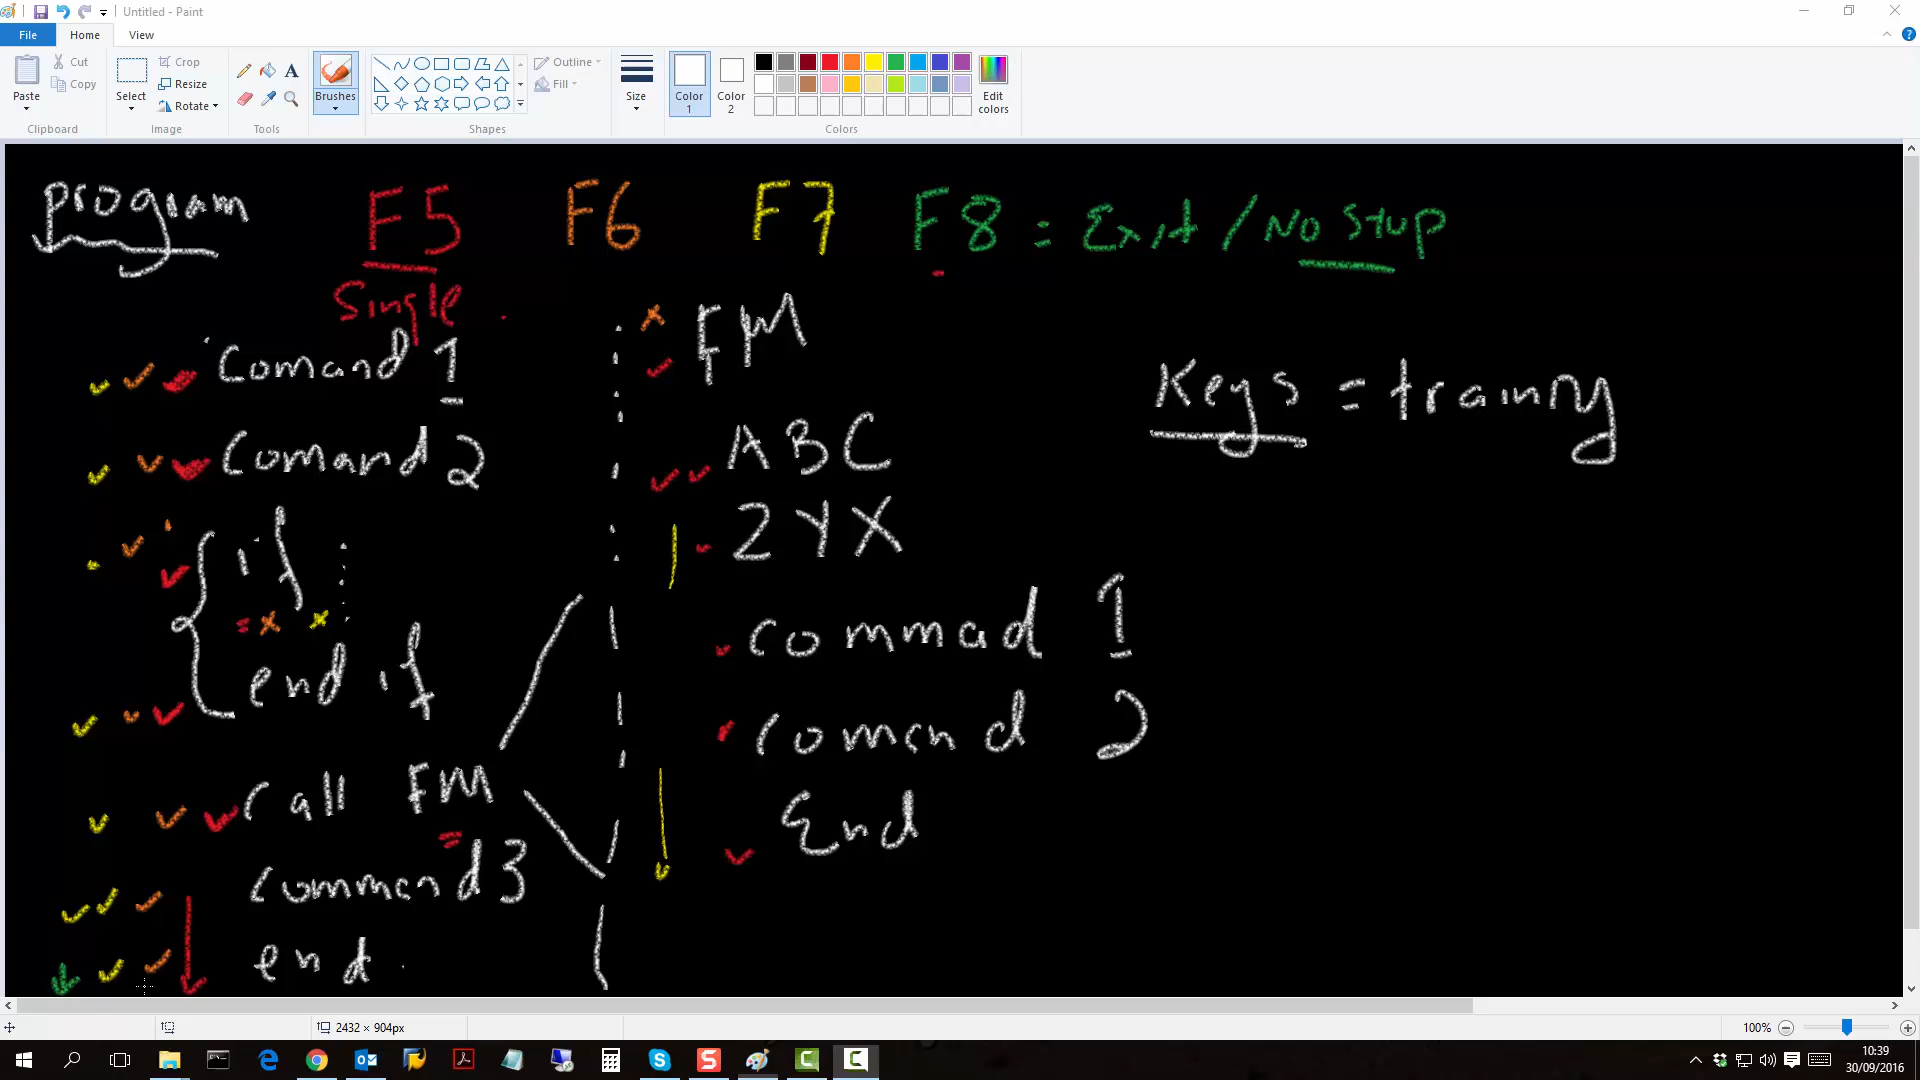 Untitled - Paint
File Home View
Paste Cut Copy Clipboard
Select Crop Resize Rotate Image
Tools
Brushes
Shapes Outline Fill
Size
Color 1 Color 2 Edit colors Colors
program F5 F6 F7 F8 = Exit / No Stop
Single
Comand 1
Comand 2
if
end if
Call FM
Command 3
end.
FM
ABC
ZYX
Commad 1
Comand 2
End
Keys =
2432 × 904px
100%
10:39
30/09/2016